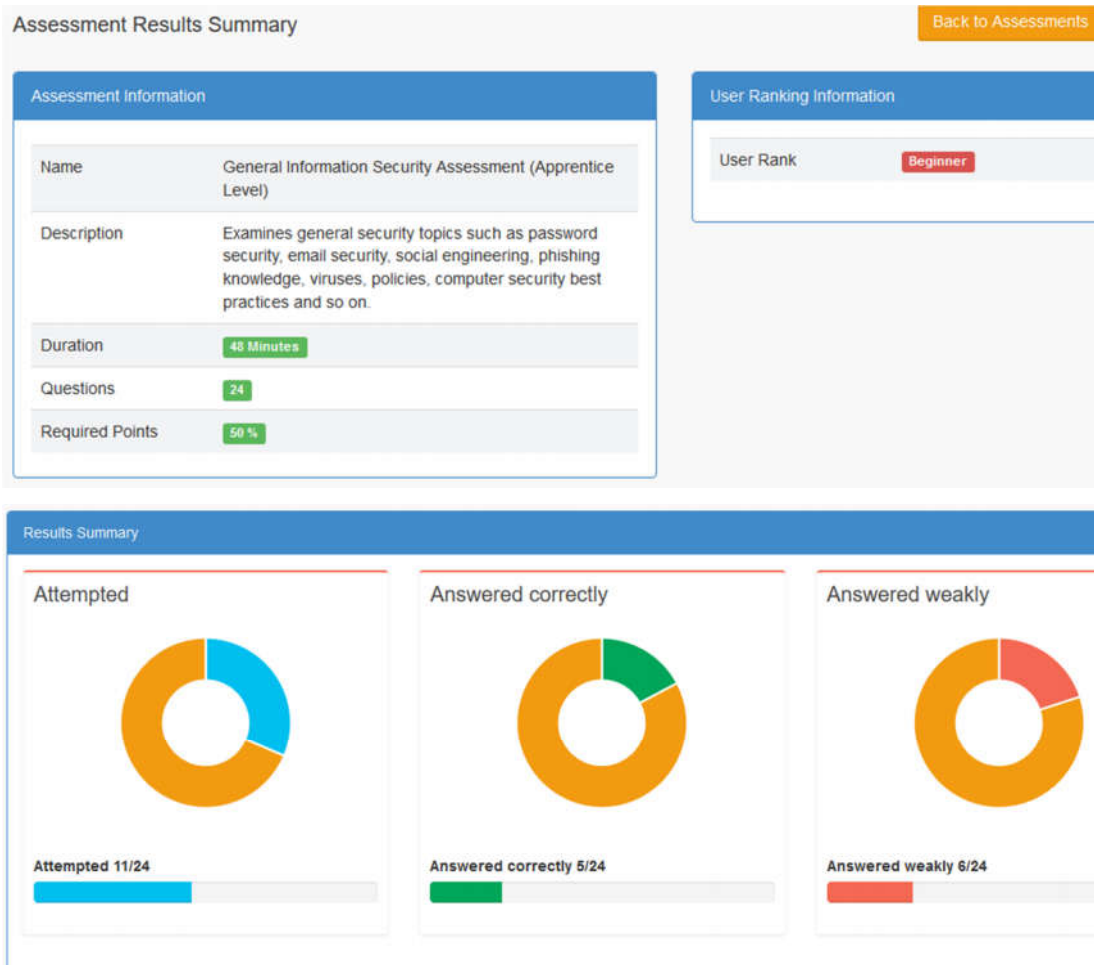 Assessment Results Summary
Back to Assessments
Assessment Information
Name
General Information Security Assessment (Apprentice
Level)
Description
Examines general security topics such as password
security, email security, social engineering, phishing
knowledge, viruses, policies, computer security best
practices and so on.
Duration
48 Minutes
Questions
24
Required Points
50 %
User Ranking Information
User Rank
Beginner
Results Summary
Attempted
Attempted 11/24
Answered correctly
Answered correctly 5/24
Answered weakly
Answered weakly 6/24